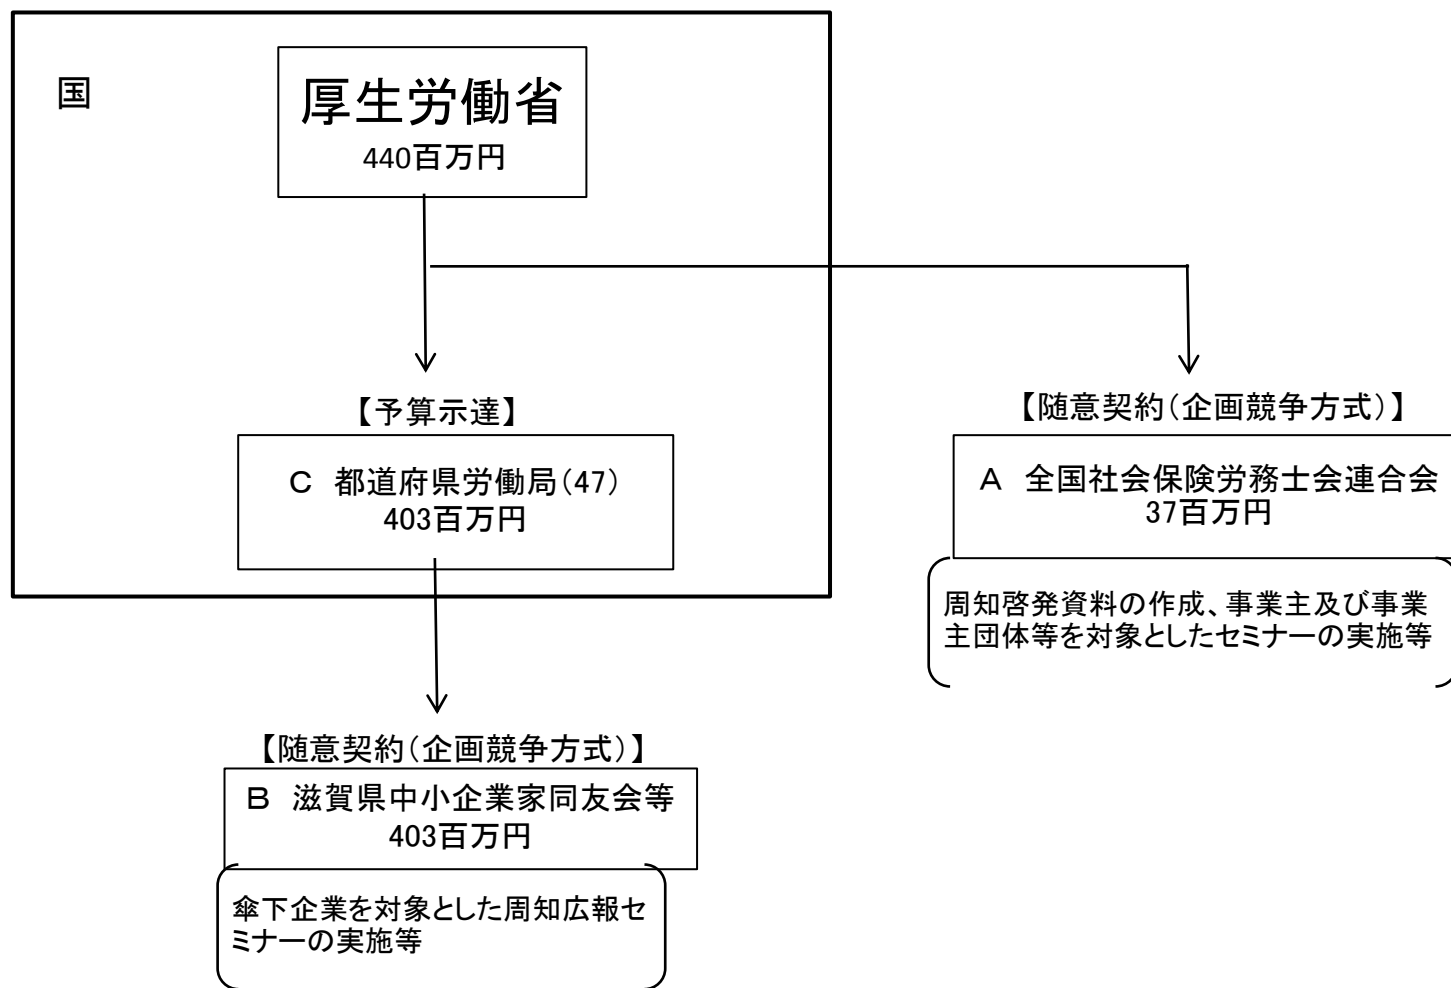 国
厚生労働省
440百万円
【予算示達】
C 都道府県労働局(47)
403百万円
【随意契約(企画競争方式)】
A 全国社会保険労務士会連合会
37百万円
周知啓発資料の作成、事業主及び事業
主団体等を対象としたセミナーの実施等
【随意契約(企画競争方式)】
B 滋賀県中小企業家同友会等
403百万円
傘下企業を対象とした周知広報セ
ミナーの実施等